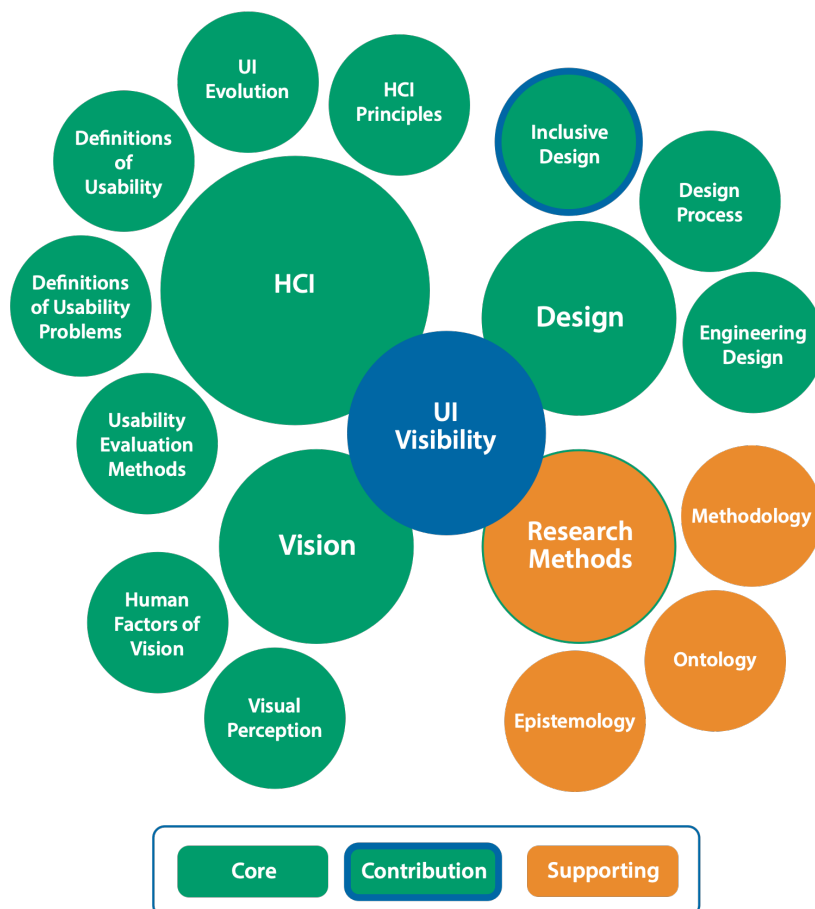 UI
Evolution
HCI
Principles
Inclusive
Design
Definitions
of
Usability
Design
Process
HCI
Design
Definitions
of Usability
Problems
Engineering
Design
UI
Visibility
Usability
Evaluation
Methods
Vision
Research
Methods
Methodology
Human
Factors of
Vision
Ontology
Visual
Perception
Epistemology
Core
Contribution
Supporting